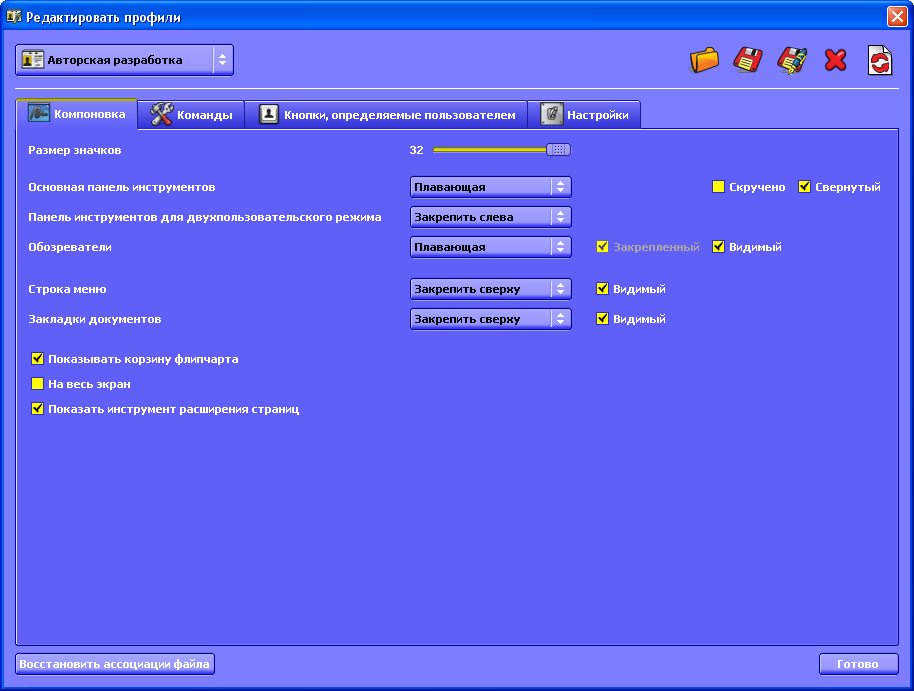 Редактировать профили
Авторская разработка
Компоновка Команды Кнопки, определяемые пользователем Настройки
Размер значков 32
Основная панель инструментов Плавающая Скручено Свернутый
Панель инструментов для двухпользовательского режима Закрепить слева
Обозреватели Плавающая Закрепленный Видимый
Строка меню Закрепить сверху Видимый
Закладки документов Закрепить сверху Видимый
Показывать корзину флипчарта
На весь экран
Показать инструмент расширения страниц
Восстановить ассоциации файла Готово